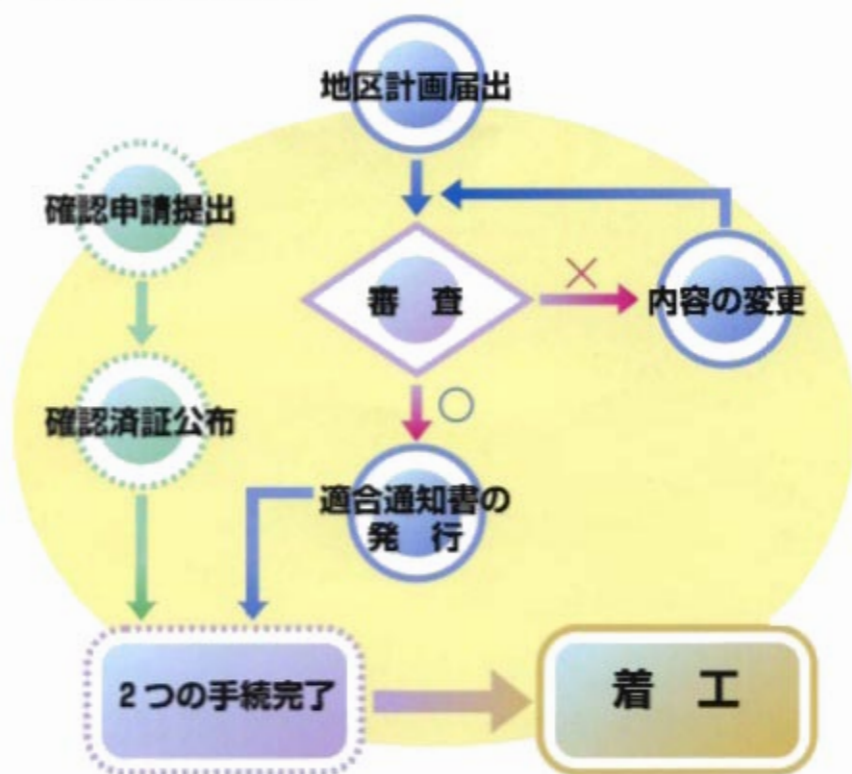 地区計画届出
確認申請提出
審 査
×
内容の変更
○
確認済証公布
適合通知書の
発 行
2つの手続完了
着 工